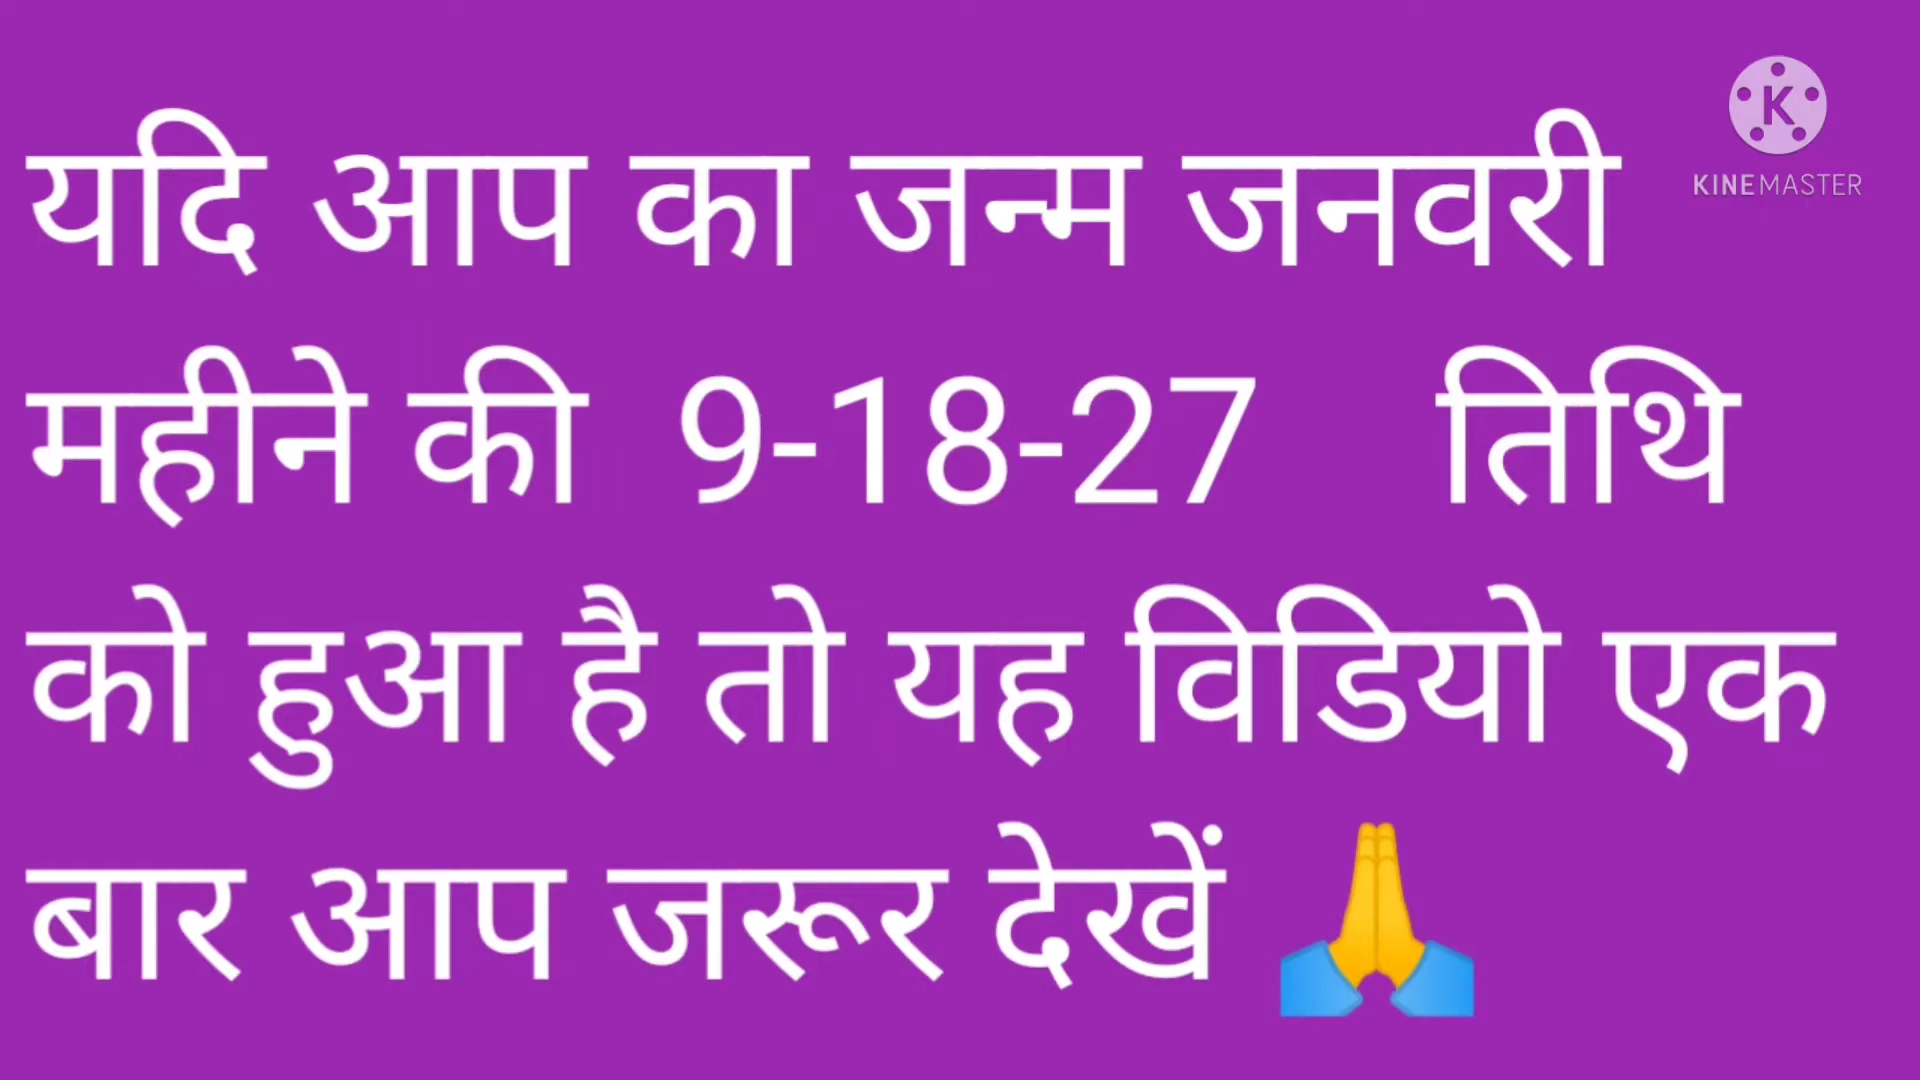 यदि आप का जन्म जनवरी
महीने की 9-18-27 तिथि
को हुआ है तो यह विडियो एक
बार आप जरूर देखें 🙏
K
KINEMASTER